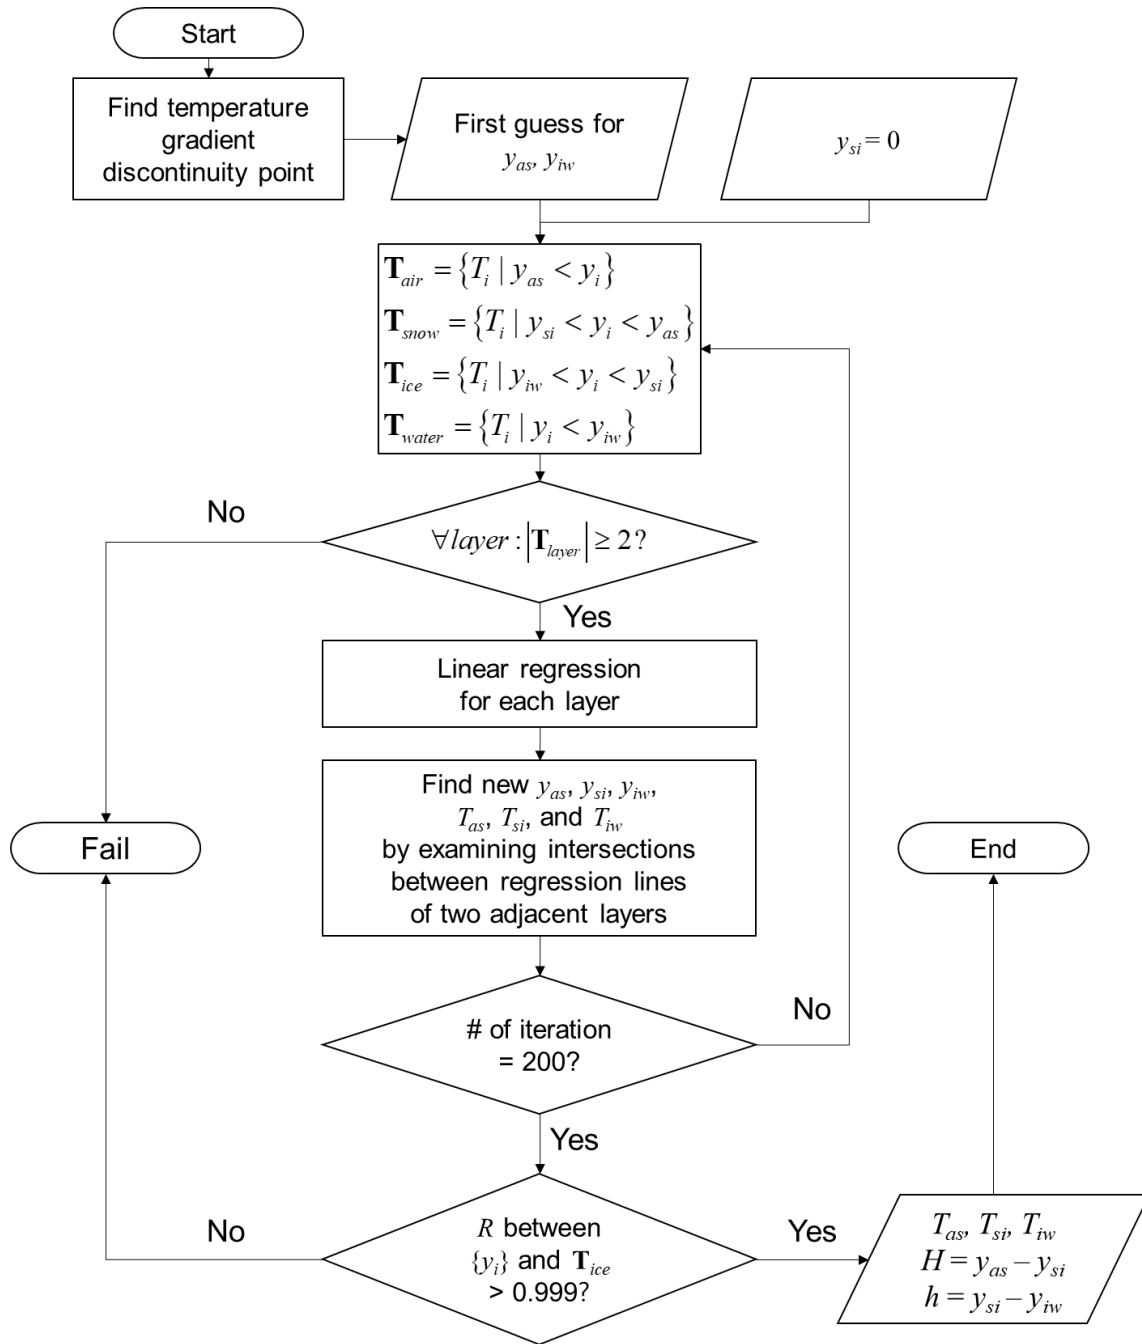 Start
Find temperature
gradient
discontinuity point
First guess for
y_as, y_iw
y_si = 0
T_air = {T_i | y_as < y_i}
T_snow = {T_i | y_si < y_i < y_as}
T_ice = {T_i | y_iw < y_i < y_si}
T_water = {T_i | y_i < y_iw}
No
∀layer : |T_layer| ≥ 2?
Yes
Linear regression
for each layer
Find new y_as, y_si, y_iw,
T_as, T_si, and T_iw
by examining intersections
between regression lines
of two adjacent layers
Fail
End
# of iteration
= 200?
No
Yes
R between
{y_i} and T_ice
> 0.999?
No
Yes
T_as, T_si, T_iw
H = y_as – y_si
h = y_si – y_iw